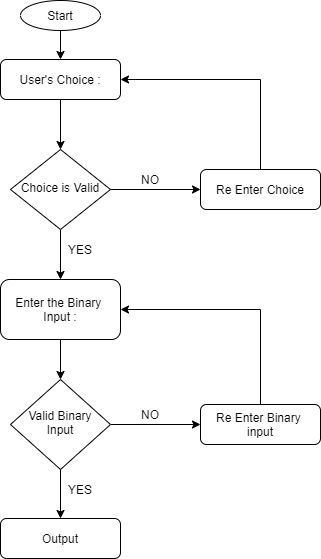 Start
User's Choice :
Choice is Valid
NO
Re Enter Choice
YES
Enter the Binary
Input :
Valid Binary
Input
NO
Re Enter Binary
input
YES
Output